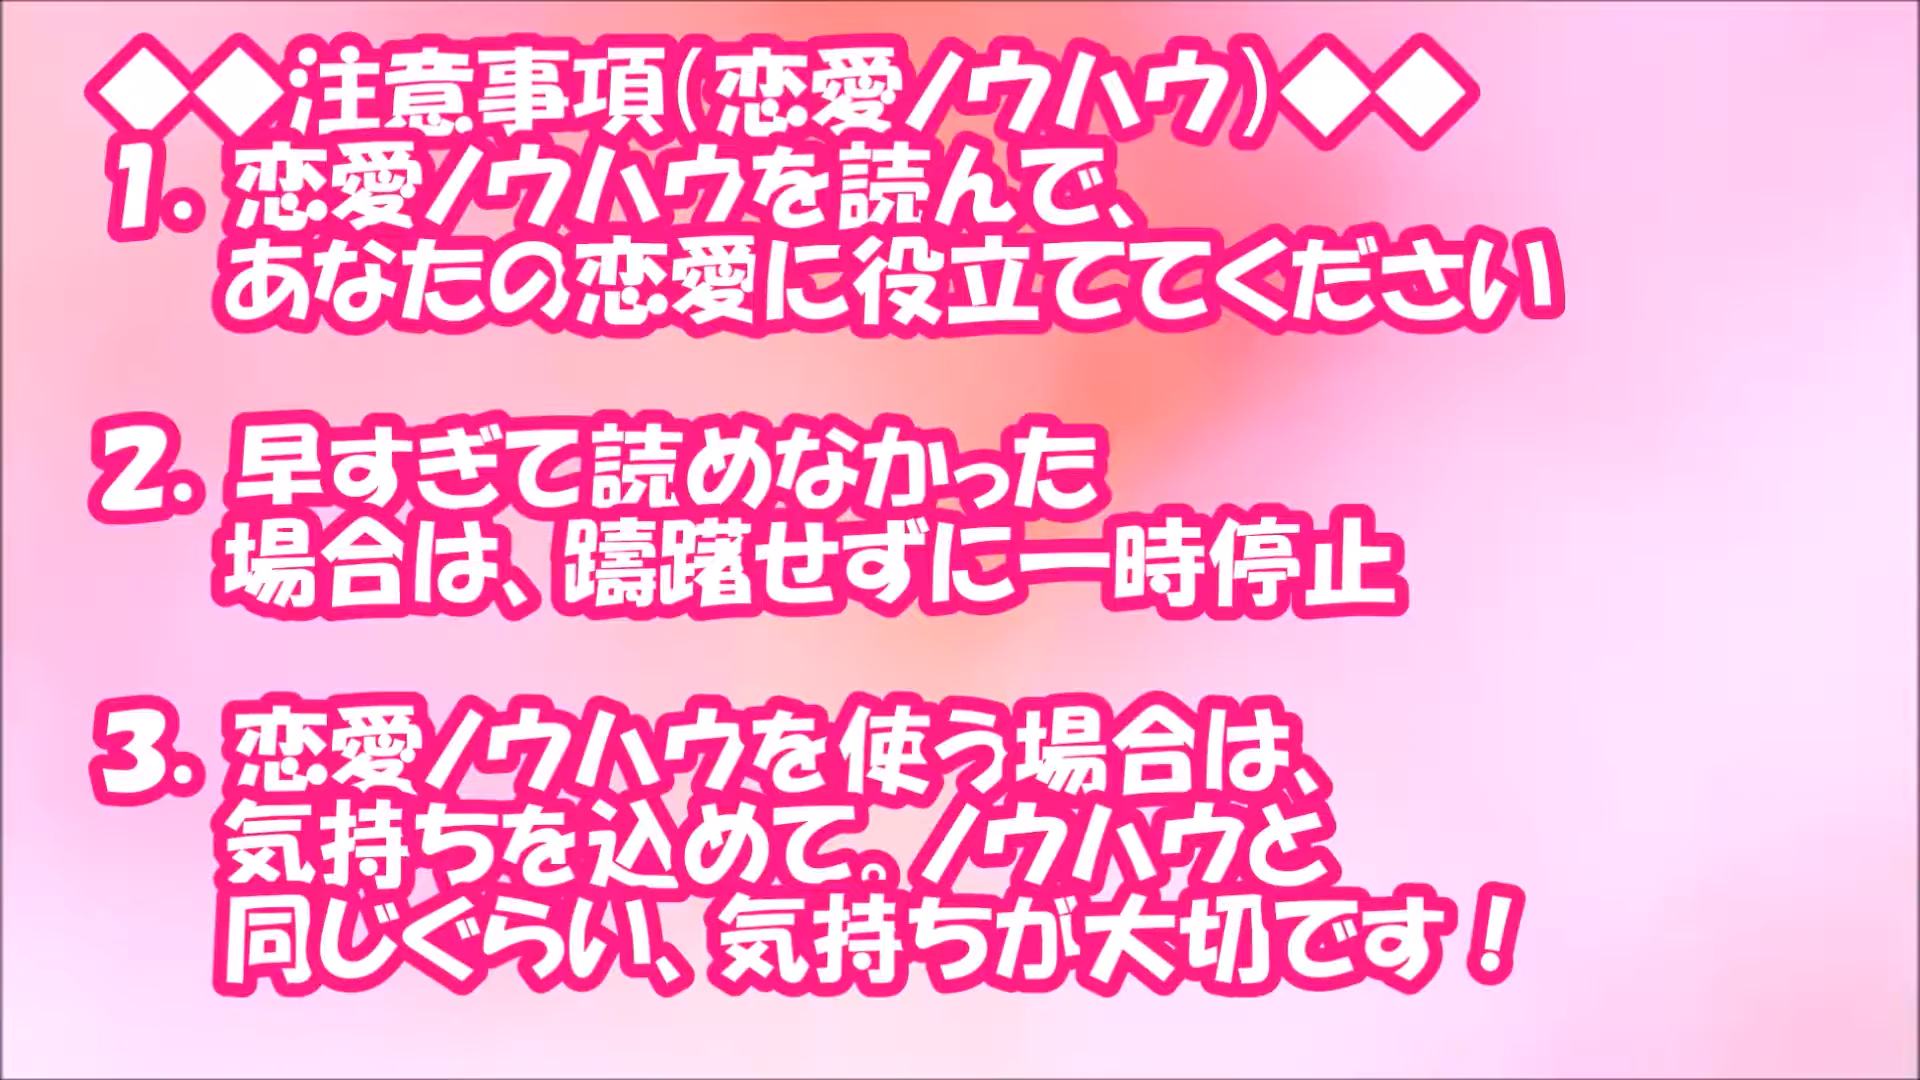 ◆◆注意事項(恋愛ノウハウ)◆◆
1. 恋愛ノウハウを読んで、
あなたの恋愛に役立ててください
2. 早すぎて読めなかった
場合は、躊躇せずに一時停止
3. 恋愛ノウハウを使う場合は、
気持ちを込めて。ノウハウと
同じぐらい、気持ちが大切です！